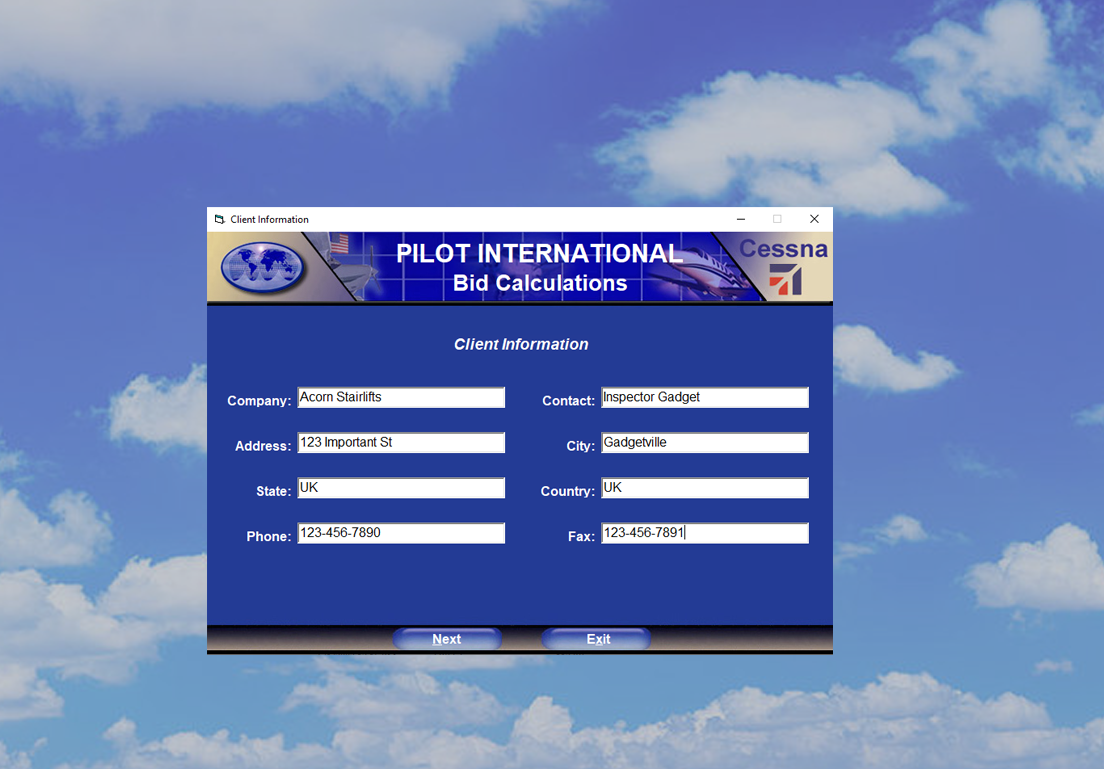 Client Information
PILOT INTERNATIONAL
Bid Calculations
Cessna
Client Information
Company: Acorn Stairlifts
Contact: Inspector Gadget
Address: 123 Important St
City: Gadgetville
State: UK
Country: UK
Phone: 123-456-7890
Fax: 123-456-7891
Next
Exit